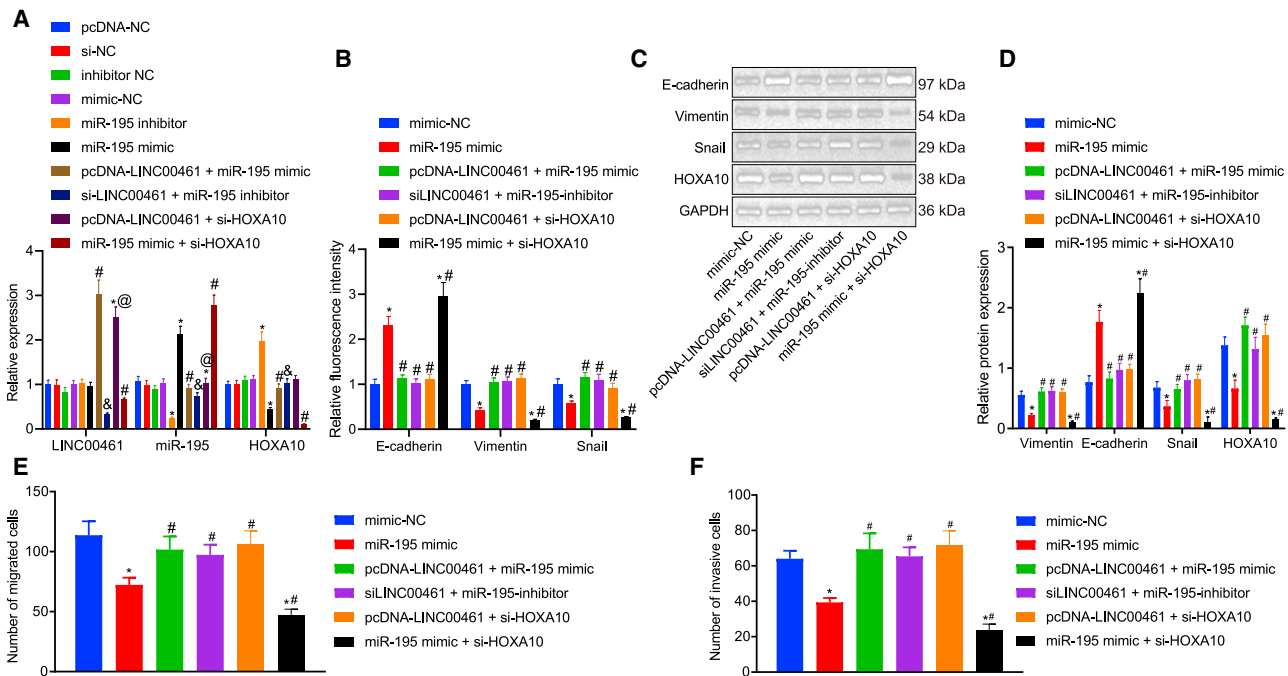 A
pcDNA-NC
si-NC
inhibitor NC
mimic-NC
miR-195 inhibitor
miR-195 mimic
pcDNA-LINC00461 + miR-195 mimic
si-LINC00461 + miR-195 inhibitor
pcDNA-LINC00461 + si-HOXA10
miR-195 mimic + si-HOXA10
Relative expression
4
3
2
1
0
# & * @ #
* * # & * @ #
* * & & #
LINC00461 miR-195 HOXA10
B
mimic-NC
miR-195 mimic
pcDNA-LINC00461 + miR-195 mimic
siLINC00461 + miR-195-inhibitor
pcDNA-LINC00461 + si-HOXA10
miR-195 mimic + si-HOXA10
Relative fluorescence intensity
4
3
2
1
0
* # # # *#
* # # # *#
* # # # *#
E-cadherin Vimentin Snail
C
E-cadherin 97 kDa
Vimentin 54 kDa
Snail 29 kDa
HOXA10 38 kDa
GAPDH 36 kDa
mimic-NC
miR-195 mimic
pcDNA-LINC00461 + miR-195 mimic
siLINC00461 + miR-195-inhibitor
pcDNA-LINC00461 + si-HOXA10
miR-195 mimic + si-HOXA10
D
mimic-NC
miR-195 mimic
pcDNA-LINC00461 + miR-195 mimic
siLINC00461 + miR-195-inhibitor
pcDNA-LINC00461 + si-HOXA10
miR-195 mimic + si-HOXA10
Relative protein expression
3
2
1
0
* # # # *#
* # # # *#
* # # # *#
* # # # *#
Vimentin E-cadherin Snail HOXA10
E
Number of migrated cells
150
100
50
0
* # # # *#
mimic-NC
miR-195 mimic
pcDNA-LINC00461 + miR-195 mimic
siLINC00461 + miR-195-inhibitor
pcDNA-LINC00461 + si-HOXA10
miR-195 mimic + si-HOXA10
F
Number of invasive cells
100
80
60
40
20
0
* # # # *#
mimic-NC
miR-195 mimic
pcDNA-LINC00461 + miR-195 mimic
siLINC00461 + miR-195-inhibitor
pcDNA-LINC00461 + si-HOXA10
miR-195 mimic + si-HOXA10